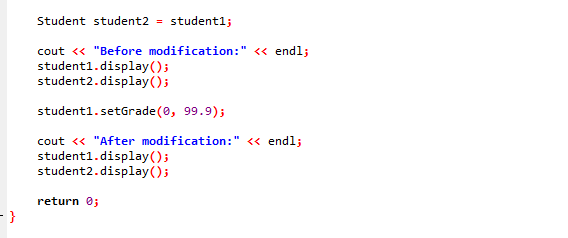 Student student2 = student1;
cout << "Before modification:" << endl;
student1.display();
student2.display();
student1.setGrade(0, 99.9);
cout << "After modification:" << endl;
student1.display();
student2.display();
return 0;
}